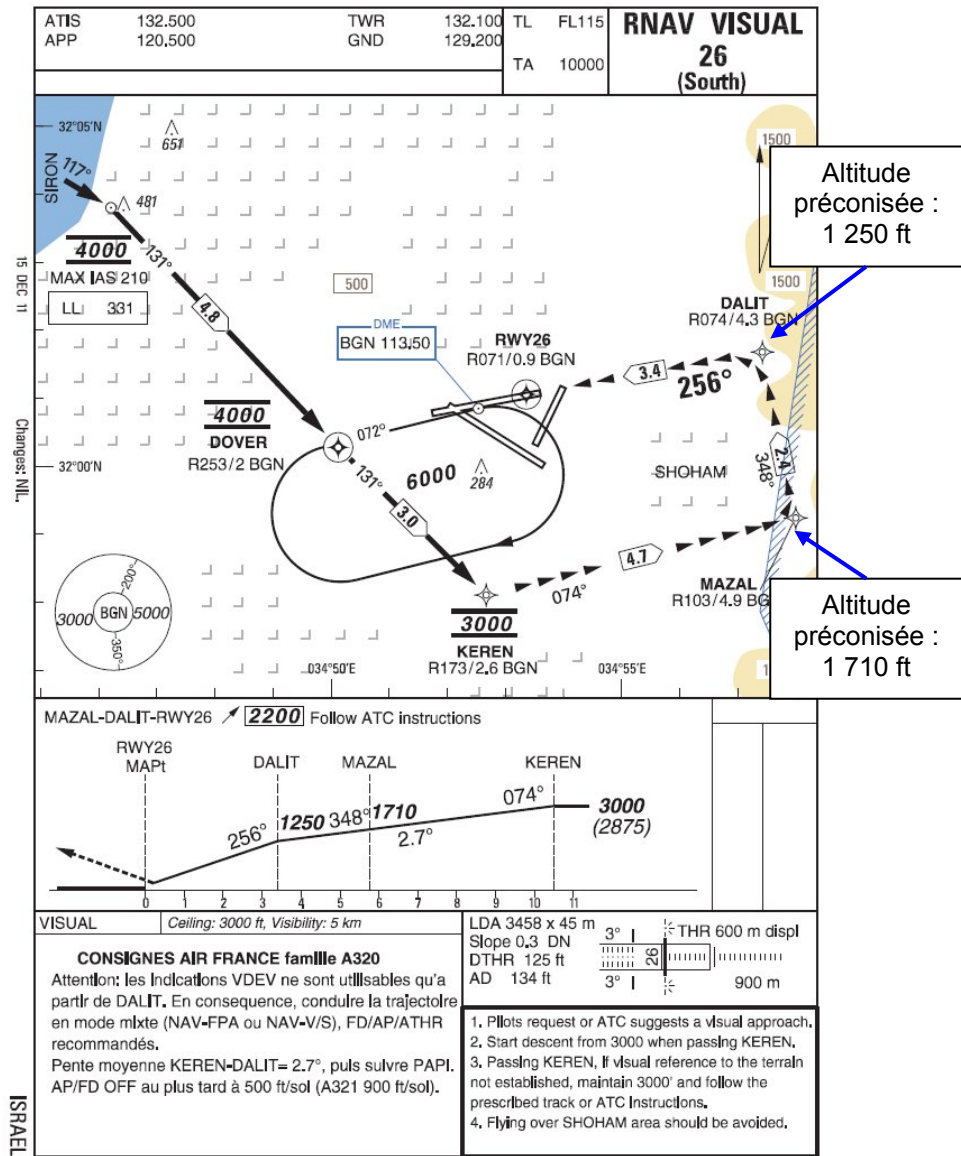 ATIS 132.500 TWR 132.100 TL FL115
APP 120.500 GND 129.200
TA 10000
RNAV VISUAL
26
(South)
32°05'N
651
1500
SIRON
117°
481
4000
131°
MAX IAS 210
LL 331
4.8
500
Altitude
préconisée :
1 250 ft
1500
DALIT
R074/4.3 BGN
DME
BGN 113.50
RWY26
R071/0.9 BGN
3.4
256°
4000
DOVER
R253/2 BGN
072°
32°00'N
131°
6000
284
SHOHAM
2.4
348°
3.0
4.7
074°
MAZAL
R103/4.9 BG
200°
3000 BGN 5000
350°
3000
KEREN
R173/2.6 BGN
034°50'E
034°55'E
Altitude
préconisée :
1 710 ft
15 DEC 11
Changes: NIL.
ISRAEL
MAZAL-DALIT-RWY26 2200 Follow ATC instructions
RWY26
MAPt
DALIT
MAZAL
KEREN
256° 1250 348° 1710 074° 3000
2.7° (2875)
0 1 2 3 4 5 6 7 8 9 10 11
VISUAL Ceiling: 3000 ft, Visibility: 5 km
CONSIGNES AIR FRANCE famille A320
Attention: les indications VDEV ne sont utilisables qu'a
partir de DALIT. En consequence, conduire la trajectoire
en mode mixte (NAV-FPA ou NAV-V/S), FD/AP/ATHR
recommandés.
Pente moyenne KEREN-DALIT= 2.7°, puis suivre PAPI.
AP/FD OFF au plus tard à 500 ft/sol (A321 900 ft/sol).
LDA 3458 x 45 m
Slope 0.3 DN
DTHR 125 ft
AD 134 ft
3°
26
3°
THR 600 m displ
900 m
1. Pilots request or ATC suggests a visual approach.
2. Start descent from 3000 when passing KEREN.
3. Passing KEREN, if visual reference to the terrain
not established, maintain 3000' and follow the
prescribed track or ATC instructions.
4. Flying over SHOHAM area should be avoided.